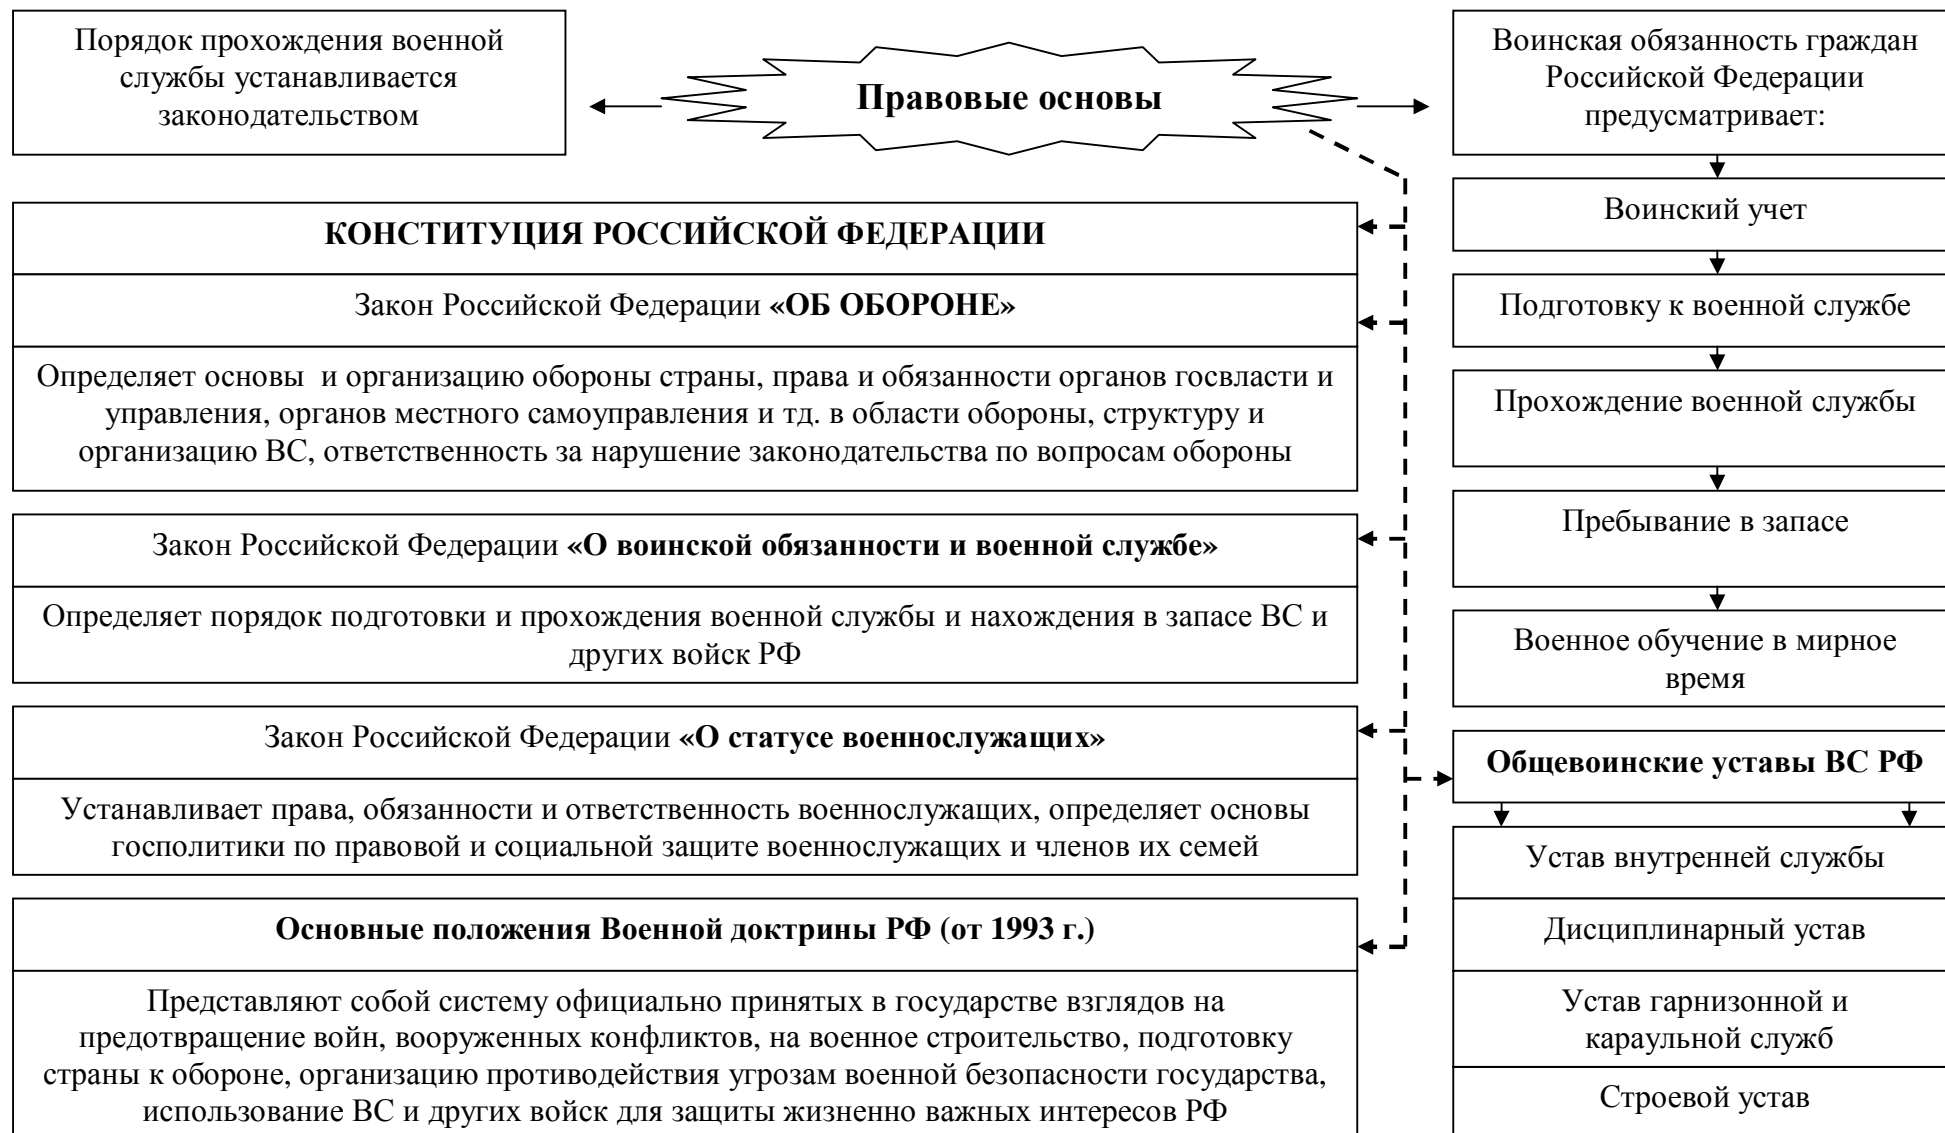 Порядок прохождения военной
службы устанавливается
законодательством
Правовые основы
Воинская обязанность граждан
Российской Федерации
предусматривает:
Воинский учет
Подготовку к военной службе
Прохождение военной службы
Пребывание в запасе
Военное обучение в мирное
время
КОНСТИТУЦИЯ РОССИЙСКОЙ ФЕДЕРАЦИИ
Закон Российской Федерации «ОБ ОБОРОНЕ»
Определяет основы и организацию обороны страны, права и обязанности органов госвласти и
управления, органов местного самоуправления и тд. в области обороны, структуру и
организацию ВС, ответственность за нарушение законодательства по вопросам обороны
Закон Российской Федерации «О воинской обязанности и военной службе»
Определяет порядок подготовки и прохождения военной службы и нахождения в запасе ВС и
других войск РФ
Закон Российской Федерации «О статусе военнослужащих»
Устанавливает права, обязанности и ответственность военнослужащих, определяет основы
госполитики по правовой и социальной защите военнослужащих и членов их семей
Основные положения Военной доктрины РФ (от 1993 г.)
Представляют собой систему официально принятых в государстве взглядов на
предотвращение войн, вооруженных конфликтов, на военное строительство, подготовку
страны к обороне, организацию противодействия угрозам военной безопасности государства,
использование ВС и других войск для защиты жизненно важных интересов РФ
Общевоинские уставы ВС РФ
Устав внутренней службы
Дисциплинарный устав
Устав гарнизонной и
караульной служб
Строевой устав